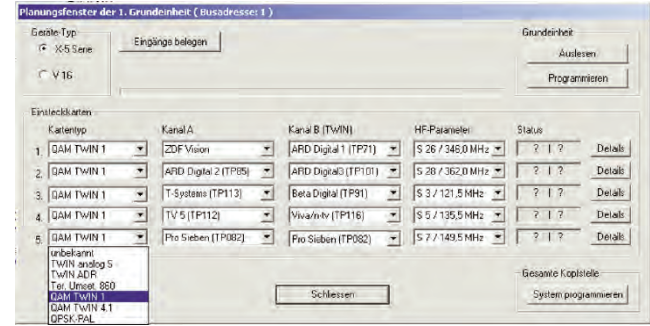 Planungsfenster der 1. Grundeinheit ( Busadresse: 1 )
Geräte-Typ
X-5 Serie
V 16
Eingänge belegen
Grundeinheit
Auslesen
Programmieren
Einsteckkarten
Kartentyp Kanal A Kanal B (TWIN) HF-Parameter Status
1. QAM TWIN 1 ZDF Vision ARD Digital 1 (TP71) S 26 / 346,0 MHz ? | ? Details
2. QAM TWIN 1 ARD Digital 2 (TP85) ARD Digital3 (TP101) S 28 / 362,0 MHz ? | ? Details
3. QAM TWIN 1 T-Systems (TP113) Beta Digital (TP91) S 3 / 121,5 MHz ? | ? Details
4. QAM TWIN 1 TV 5 (TP112) Viva/n-tv (TP116) S 5 / 135,5 MHz ? | ? Details
5. QAM TWIN 1 Pro Sieben (TP082) Pro Sieben (TP082) S 7 / 149,5 MHz ? | ? Details
unbekannt
TWIN analog S
TWIN ADR
Ter. Umset. 860
QAM TWIN 1
QAM TWIN 4.1
QPSK-PAL
Schliessen
Gesamte Kopfstelle
System programmieren